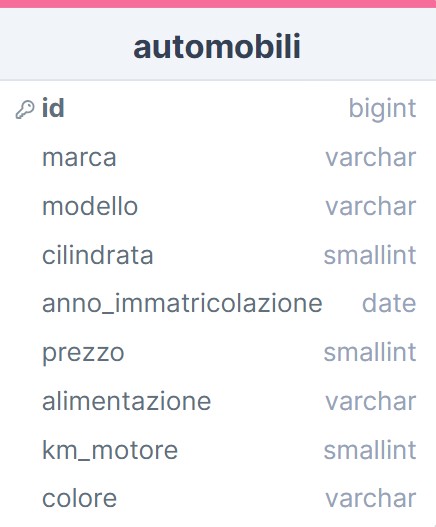 automobili
id bigint
marca varchar
modello varchar
cilindrata smallint
anno_immatricolazione date
prezzo smallint
alimentazione varchar
km_motore smallint
colore varchar